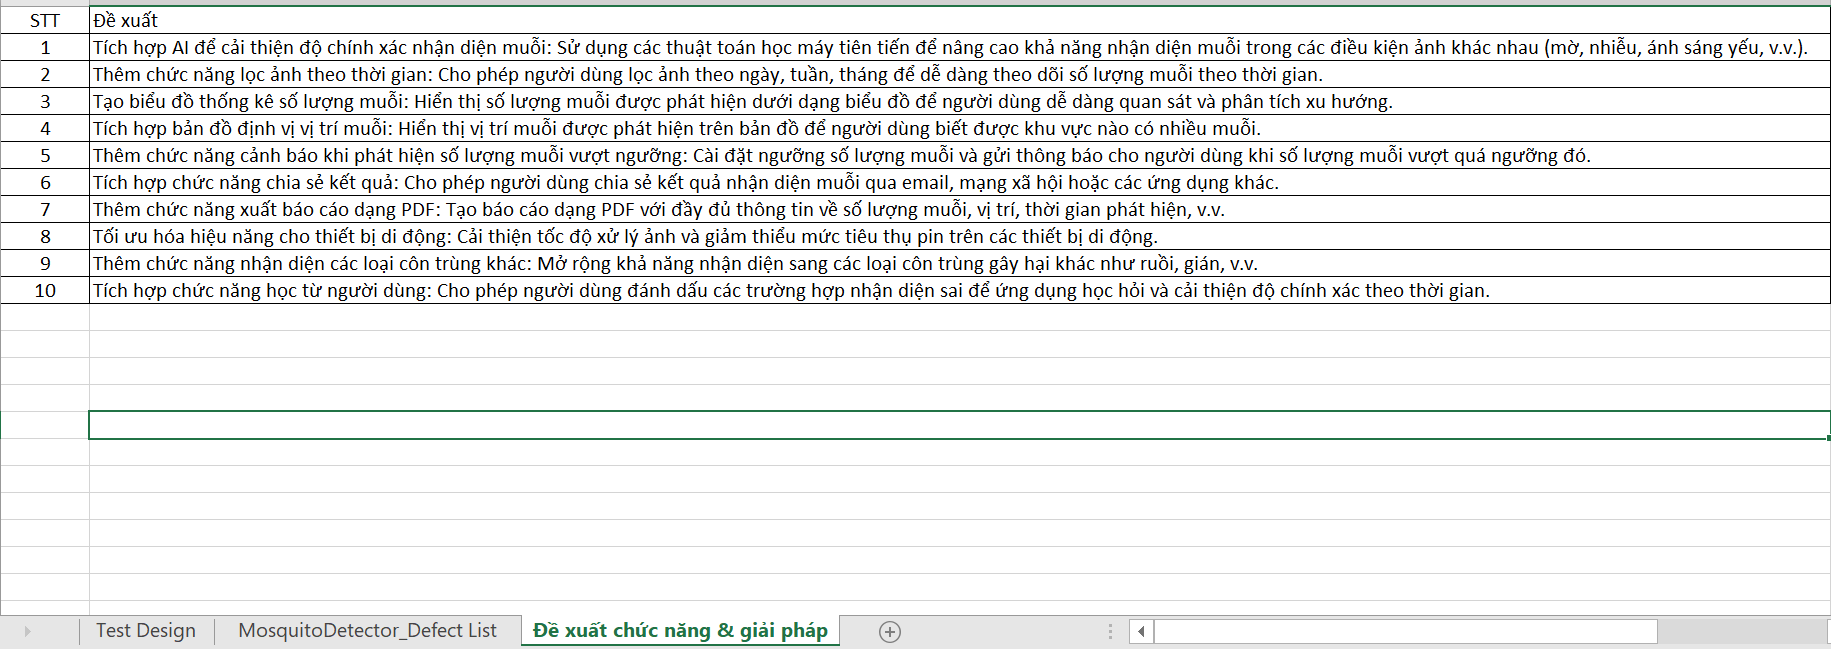 STT Đề xuất
1 Tích hợp AI để cải thiện độ chính xác nhận diện muỗi: Sử dụng các thuật toán học máy tiên tiến để nâng cao khả năng nhận diện muỗi trong các điều kiện ảnh khác nhau (mờ, nhiễu, ánh sáng yếu, v.v.).
2 Thêm chức năng lọc ảnh theo thời gian: Cho phép người dùng lọc ảnh theo ngày, tuần, tháng để dễ dàng theo dõi số lượng muỗi theo thời gian.
3 Tạo biểu đồ thống kê số lượng muỗi: Hiển thị số lượng muỗi được phát hiện dưới dạng biểu đồ để người dùng dễ dàng quan sát và phân tích xu hướng.
4 Tích hợp bản đồ định vị vị trí muỗi: Hiển thị vị trí muỗi được phát hiện trên bản đồ để người dùng biết được khu vực nào có nhiều muỗi.
5 Thêm chức năng cảnh báo khi phát hiện số lượng muỗi vượt ngưỡng: Cài đặt ngưỡng số lượng muỗi và gửi thông báo cho người dùng khi số lượng muỗi vượt quá ngưỡng đó.
6 Tích hợp chức năng chia sẻ kết quả: Cho phép người dùng chia sẻ kết quả nhận diện muỗi qua email, mạng xã hội hoặc các ứng dụng khác.
7 Thêm chức năng xuất báo cáo dạng PDF: Tạo báo cáo dạng PDF với đầy đủ thông tin về số lượng muỗi, vị trí, thời gian phát hiện, v.v.
8 Tối ưu hóa hiệu năng cho thiết bị di động: Cải thiện tốc độ xử lý ảnh và giảm thiểu mức tiêu thụ pin trên các thiết bị di động.
9 Thêm chức năng nhận diện các loại côn trùng khác: Mở rộng khả năng nhận diện sang các loại côn trùng gây hại khác như ruồi, gián, v.v.
10 Tích hợp chức năng học từ người dùng: Cho phép người dùng đánh dấu các trường hợp nhận diện sai để ứng dụng học hỏi và cải thiện độ chính xác theo thời gian.
Test Design MosquitoDetector_Defect List Đề xuất chức năng & giải pháp